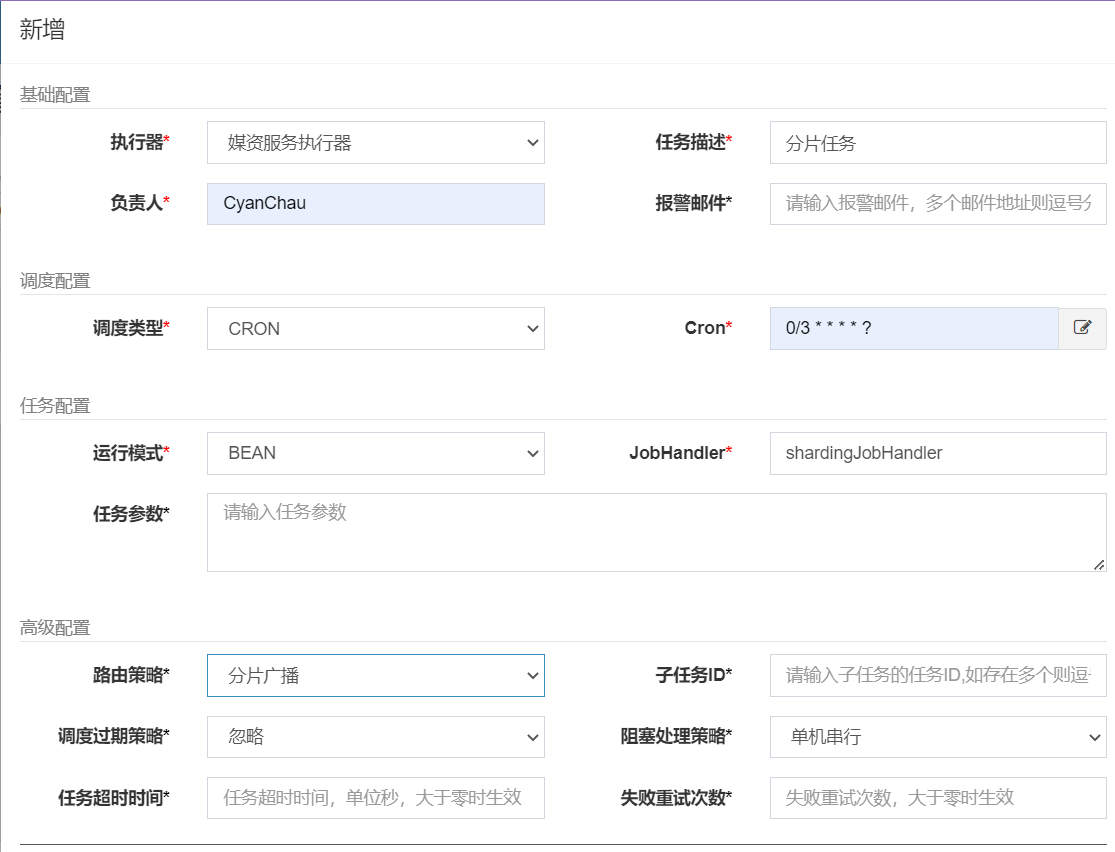 新增
基础配置
执行器* 媒资服务执行器 任务描述* 分片任务
负责人* CyanChau 报警邮件* 请输入报警邮件，多个邮件地址则逗号分
调度配置
调度类型* CRON Cron* 0/3 * * * * ?
任务配置
运行模式* BEAN JobHandler* shardingJobHandler
任务参数* 请输入任务参数
高级配置
路由策略* 分片广播 子任务ID* 请输入子任务的任务ID,如存在多个则逗
调度过期策略* 忽略 阻塞处理策略* 单机串行
任务超时时间* 任务超时时间，单位秒，大于零时生效 失败重试次数* 失败重试次数，大于零时生效